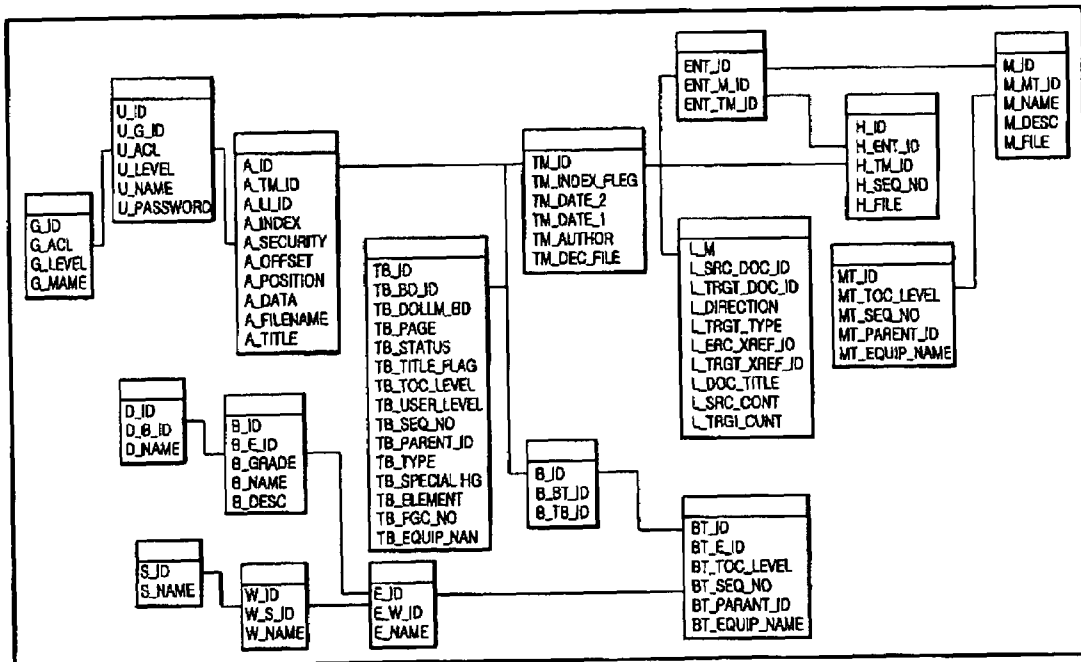 U_ID
U_G_ID
U_ACL
U_LEVEL
U_NAME
U_PASSWORD
G_ID
G_ACL
G_LEVEL
G_MAME
A_ID
A_TM_ID
A_LI_ID
A_INDEX
A_SECURITY
A_OFFSET
A_POSITION
A_DATA
A_FILENAME
A_TITLE
TB_ID
TB_BD_ID
TB_DOLLM_BD
TB_PAGE
TB_STATUS
TB_TITLE_FLAG
TB_TOC_LEVEL
TB_USER_LEVEL
TB_SEQ_NO
TB_PARENT_ID
TB_TYPE
TB_SPECIAL HG
TB_ELEMENT
TB_FGC_NO
TB_EQUIP_NAN
TM_ID
TM_INDEX_FLEG
TM_DATE_2
TM_DATE_1
TM_AUTHOR
TM_DEC_FILE
ENT_ID
ENT_M_ID
ENT_TM_ID
M_ID
M_MT_ID
M_NAME
M_DESC
M_FILE
H_ID
H_ENT_ID
H_TM_ID
H_SEQ_NO
H_FILE
L_M
L_SRC_DOC_ID
L_TRGT_DOC_ID
L_DIRECTION
L_TRGT_TYPE
L_ERC_XREF_IO
L_TRGT_XREF_ID
L_DOC_TITLE
L_SRC_CONT
L_TRGI_CUNT
MT_ID
MT_TOC_LEVEL
MT_SEQ_NO
MT_PARENT_ID
MT_EQUIP_NAME
D_ID
D_B_ID
D_NAME
B_ID
B_E_ID
B_GRADE
B_NAME
B_DESC
B_ID
B_BT_ID
B_TB_ID
BT_ID
BT_E_ID
BT_TOC_LEVEL
BT_SEQ_NO
BT_PARANT_ID
BT_EQUIP_NAME
S_ID
S_NAME
W_ID
W_S_ID
W_NAME
E_ID
E_W_ID
E_NAME